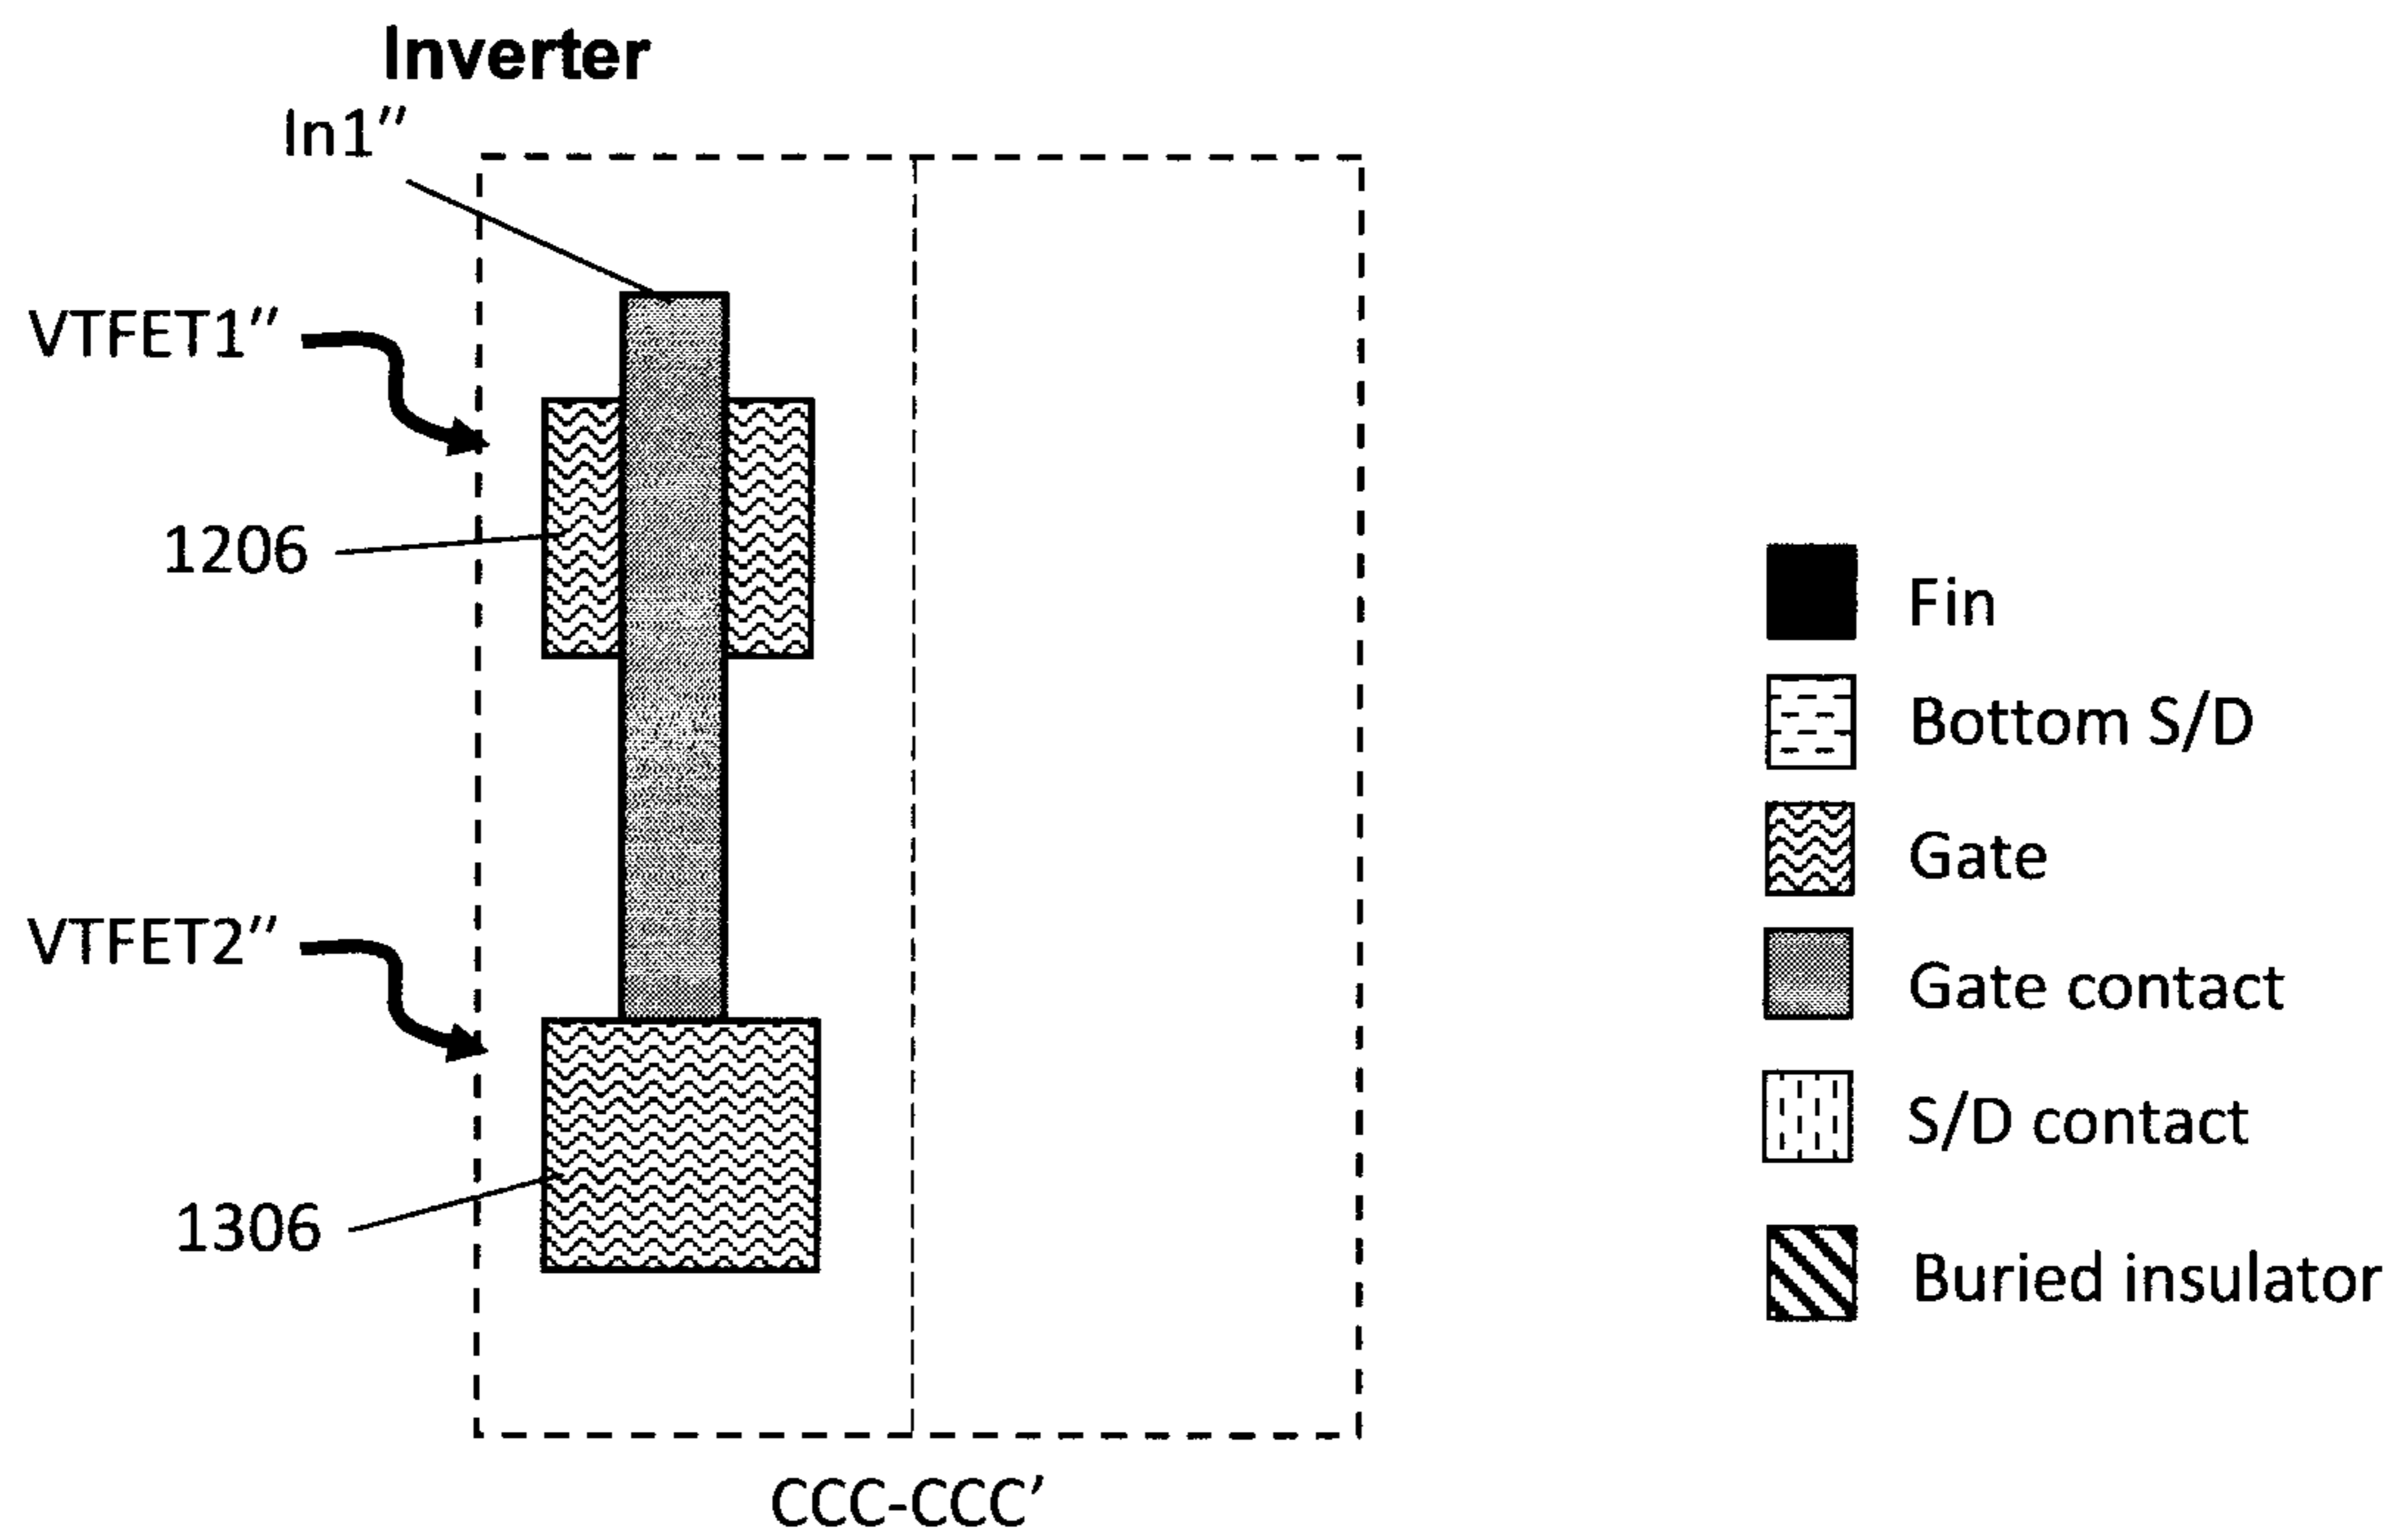 Inverter
In1″
VTFET1″
1206
VTFET2″
1306
CCC-CCC′
Fin
Bottom S/D
Gate
Gate contact
S/D contact
Buried insulator